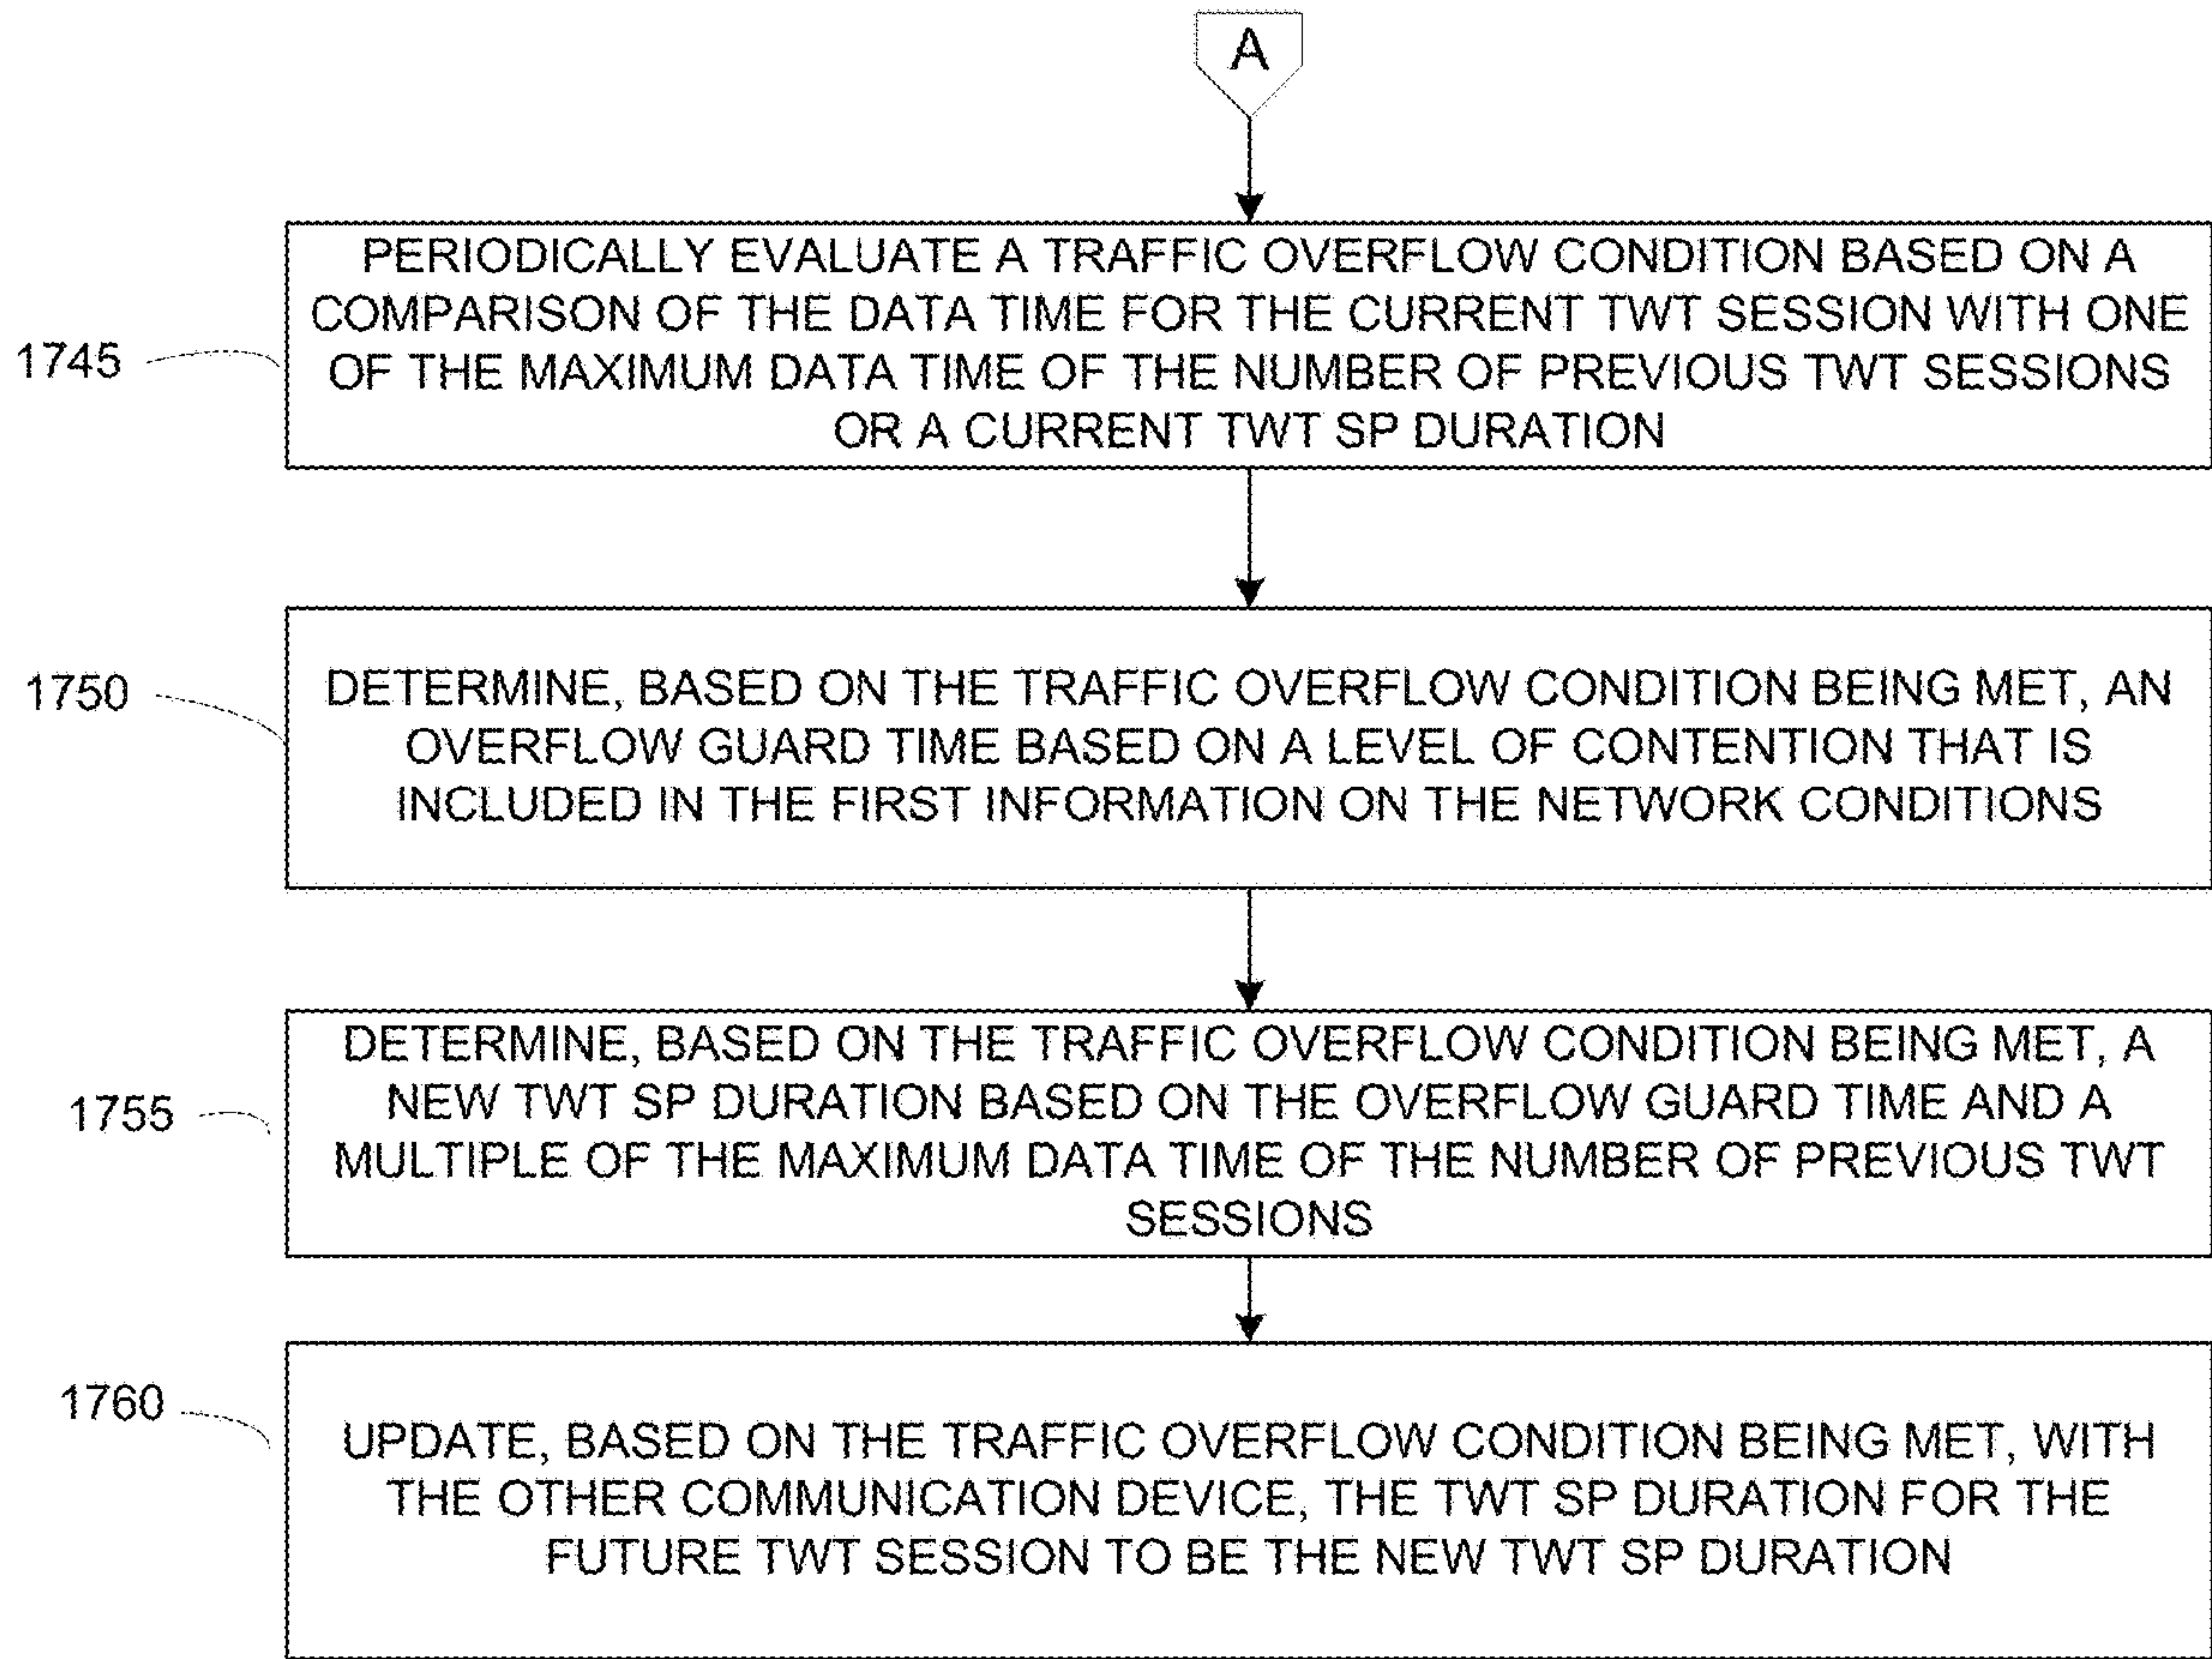 A
1745
PERIODICALLY EVALUATE A TRAFFIC OVERFLOW CONDITION BASED ON A
COMPARISON OF THE DATA TIME FOR THE CURRENT TWT SESSION WITH ONE
OF THE MAXIMUM DATA TIME OF THE NUMBER OF PREVIOUS TWT SESSIONS
OR A CURRENT TWT SP DURATION
1750
DETERMINE, BASED ON THE TRAFFIC OVERFLOW CONDITION BEING MET, AN
OVERFLOW GUARD TIME BASED ON A LEVEL OF CONTENTION THAT IS
INCLUDED IN THE FIRST INFORMATION ON THE NETWORK CONDITIONS
1755
DETERMINE, BASED ON THE TRAFFIC OVERFLOW CONDITION BEING MET, A
NEW TWT SP DURATION BASED ON THE OVERFLOW GUARD TIME AND A
MULTIPLE OF THE MAXIMUM DATA TIME OF THE NUMBER OF PREVIOUS TWT
SESSIONS
1760
UPDATE, BASED ON THE TRAFFIC OVERFLOW CONDITION BEING MET, WITH
THE OTHER COMMUNICATION DEVICE, THE TWT SP DURATION FOR THE
FUTURE TWT SESSION TO BE THE NEW TWT SP DURATION